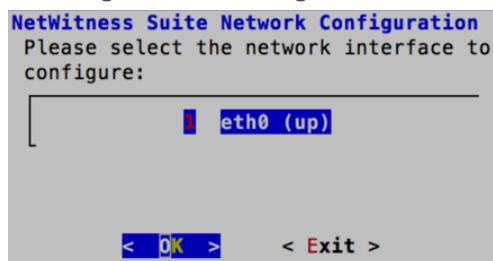 NetWitness Suite Network Configuration
Please select the network interface to
configure:
1 eth0 (up)
< OK > < Exit >